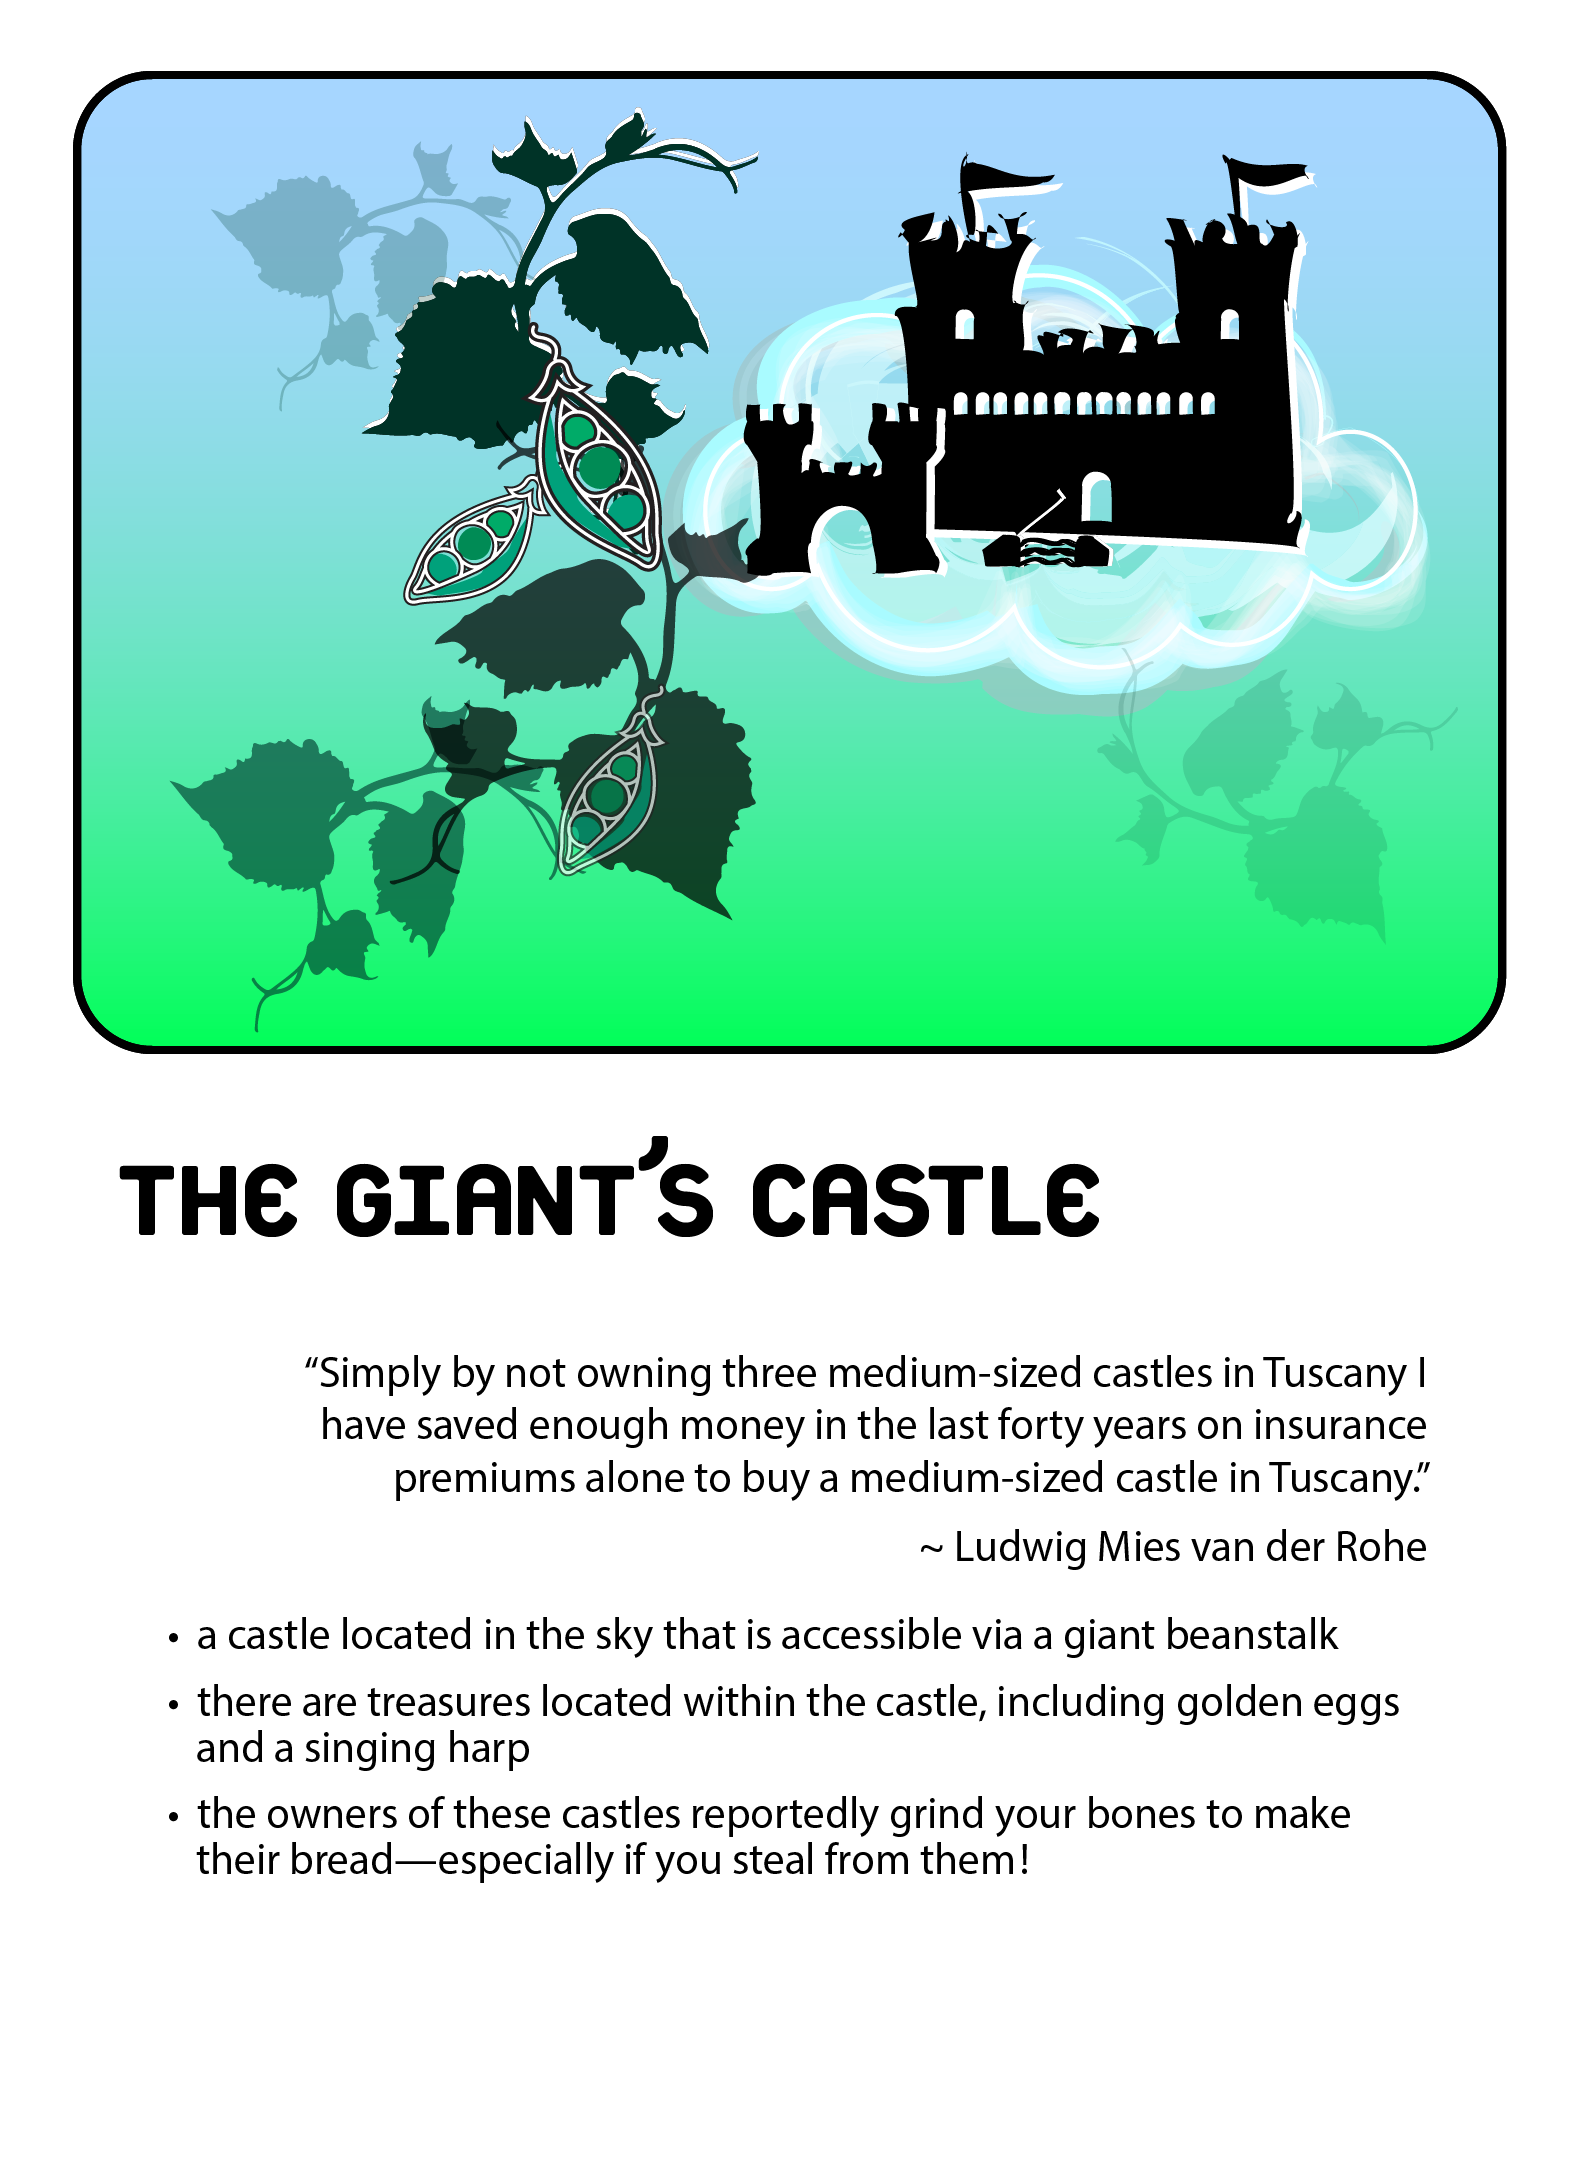 THE GIANT’S CASTLE
“Simply by not owning three medium-sized castles in Tuscany I
have saved enough money in the last forty years on insurance
premiums alone to buy a medium-sized castle in Tuscany.”
~ Ludwig Mies van der Rohe
• a castle located in the sky that is accessible via a giant beanstalk
• there are treasures located within the castle, including golden eggs
and a singing harp
• the owners of these castles reportedly grind your bones to make
their bread—especially if you steal from them!